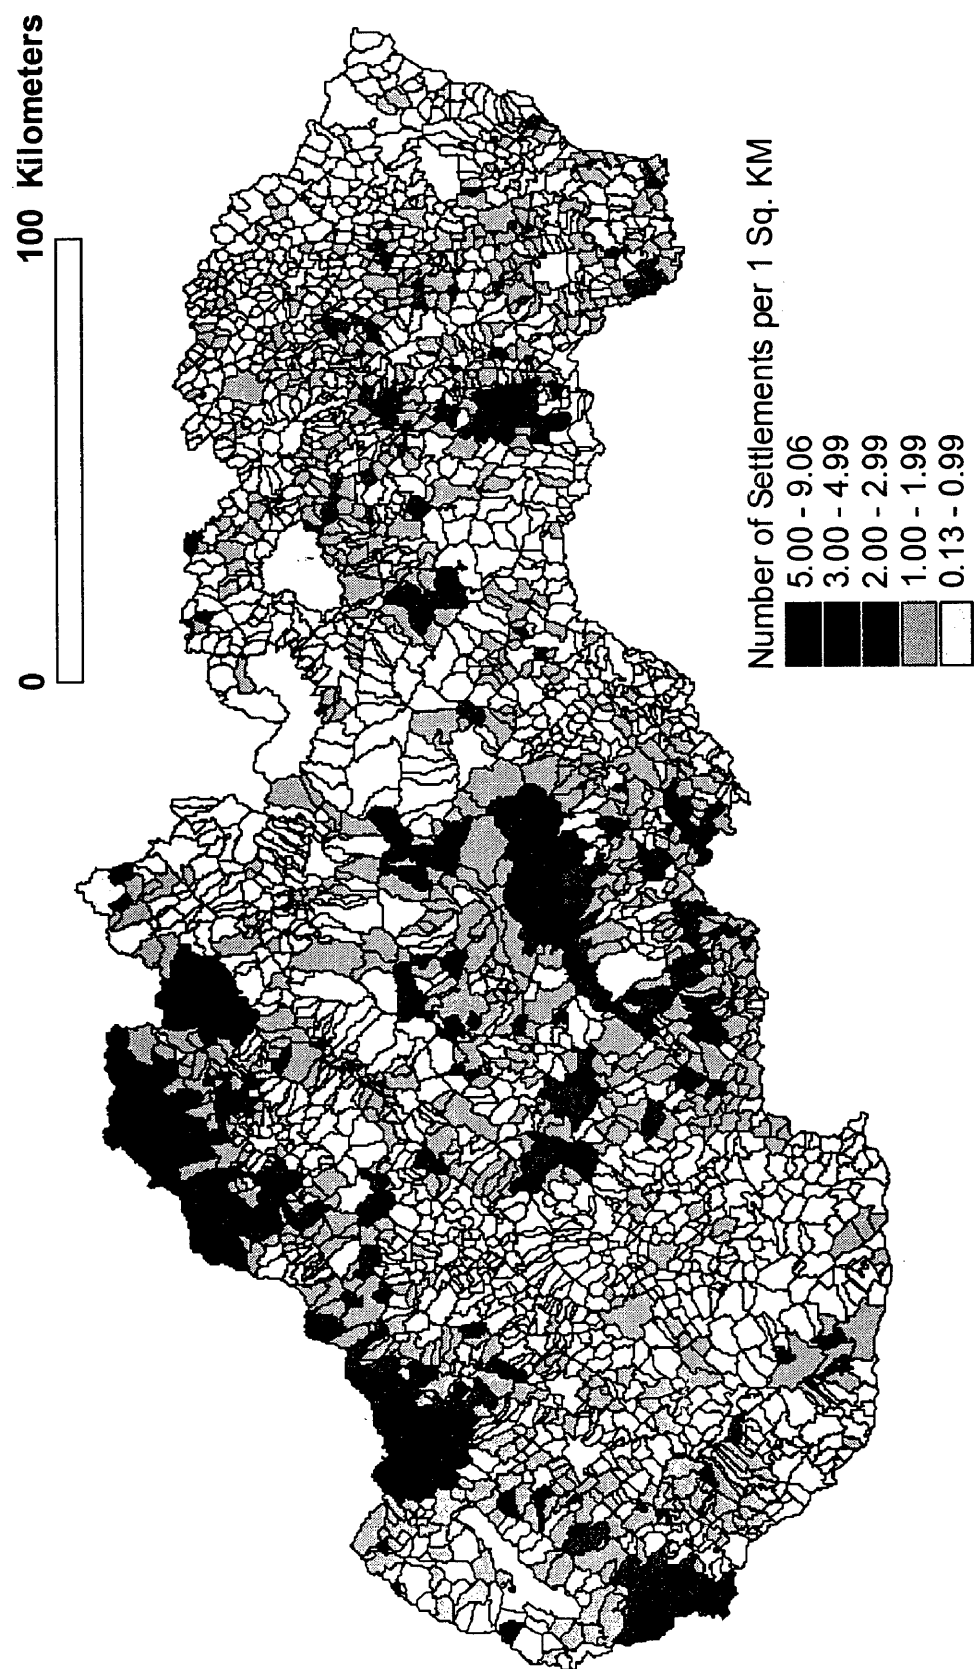 0 100 Kilometers
Number of Settlements per 1 Sq. KM
5.00 - 9.06
3.00 - 4.99
2.00 - 2.99
1.00 - 1.99
0.13 - 0.99